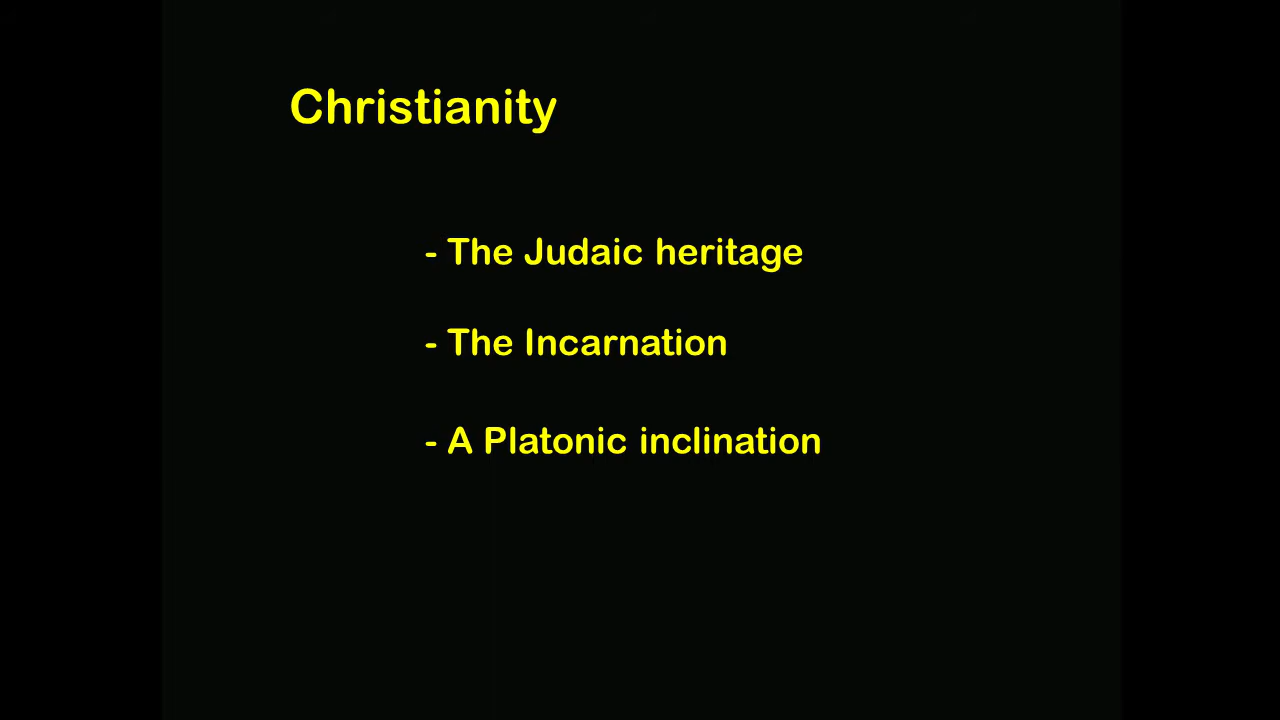 Christianity
- The Judaic heritage
- The Incarnation
- A Platonic inclination